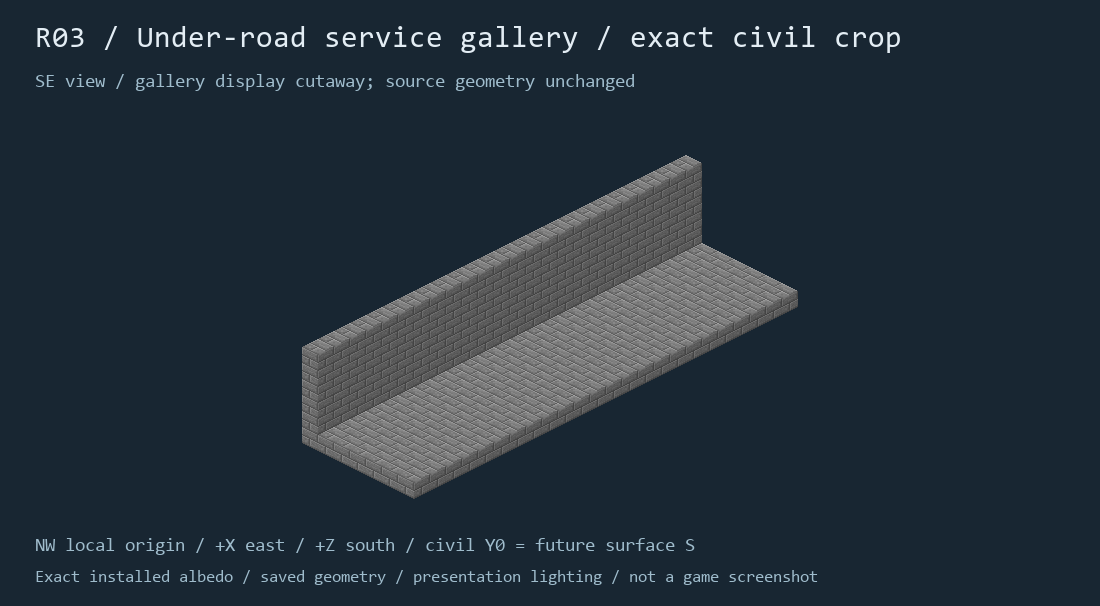 R03 / Under-road service gallery / exact civil crop
SE view / gallery display cutaway; source geometry unchanged
NW local origin / +X east / +Z south / civil Y0 = future surface S
Exact installed albedo / saved geometry / presentation lighting / not a game screenshot